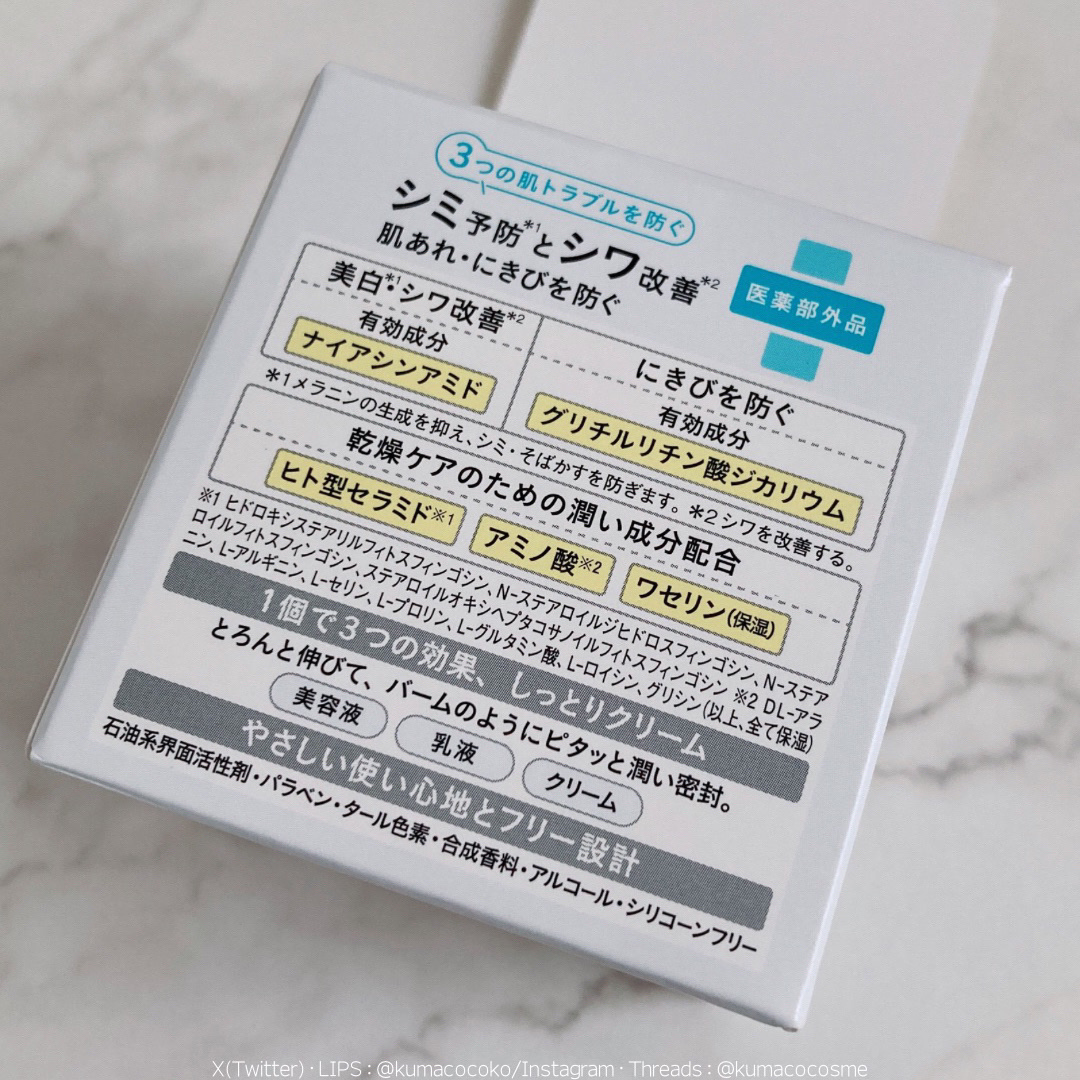 3つの肌トラブルを防ぐ
シミ予防*1とシワ改善*2
肌あれ・にきびを防ぐ
医薬部外品
美白*1・シワ改善*2
有効成分
ナイアシンアミド
にきびを防ぐ
有効成分
グリチルリチン酸ジカリウム
*1メラニンの生成を抑え、シミ・そばかすを防ぎます。*2シワを改善する。
乾燥ケアのための潤い成分配合
ヒト型セラミド※1
アミノ酸※2
ワセリン(保湿)
※1 ヒドロキシステアリルフィトスフィンゴシン、N-ステアロイルジヒドロスフィンゴシン、N-ステア
ロイルフィトスフィンゴシン、ステアロイルオキシヘプタコサノイルフィトスフィンゴシン ※2 DL-アラ
ニン、L-アルギニン、L-セリン、L-プロリン、L-グルタミン酸、L-ロイシン、グリシン(以上、全て保湿)
1個で3つの効果、しっとりクリーム
とろんと伸びて、バームのようにピタッと潤い密封。
美容液
乳液
クリーム
やさしい使い心地とフリー設計
石油系界面活性剤・パラベン・タール色素・合成香料・アルコール・シリコーンフリー
X(Twitter)・LIPS : @kumacocoko/Instagram・Threads : @kumacocosme